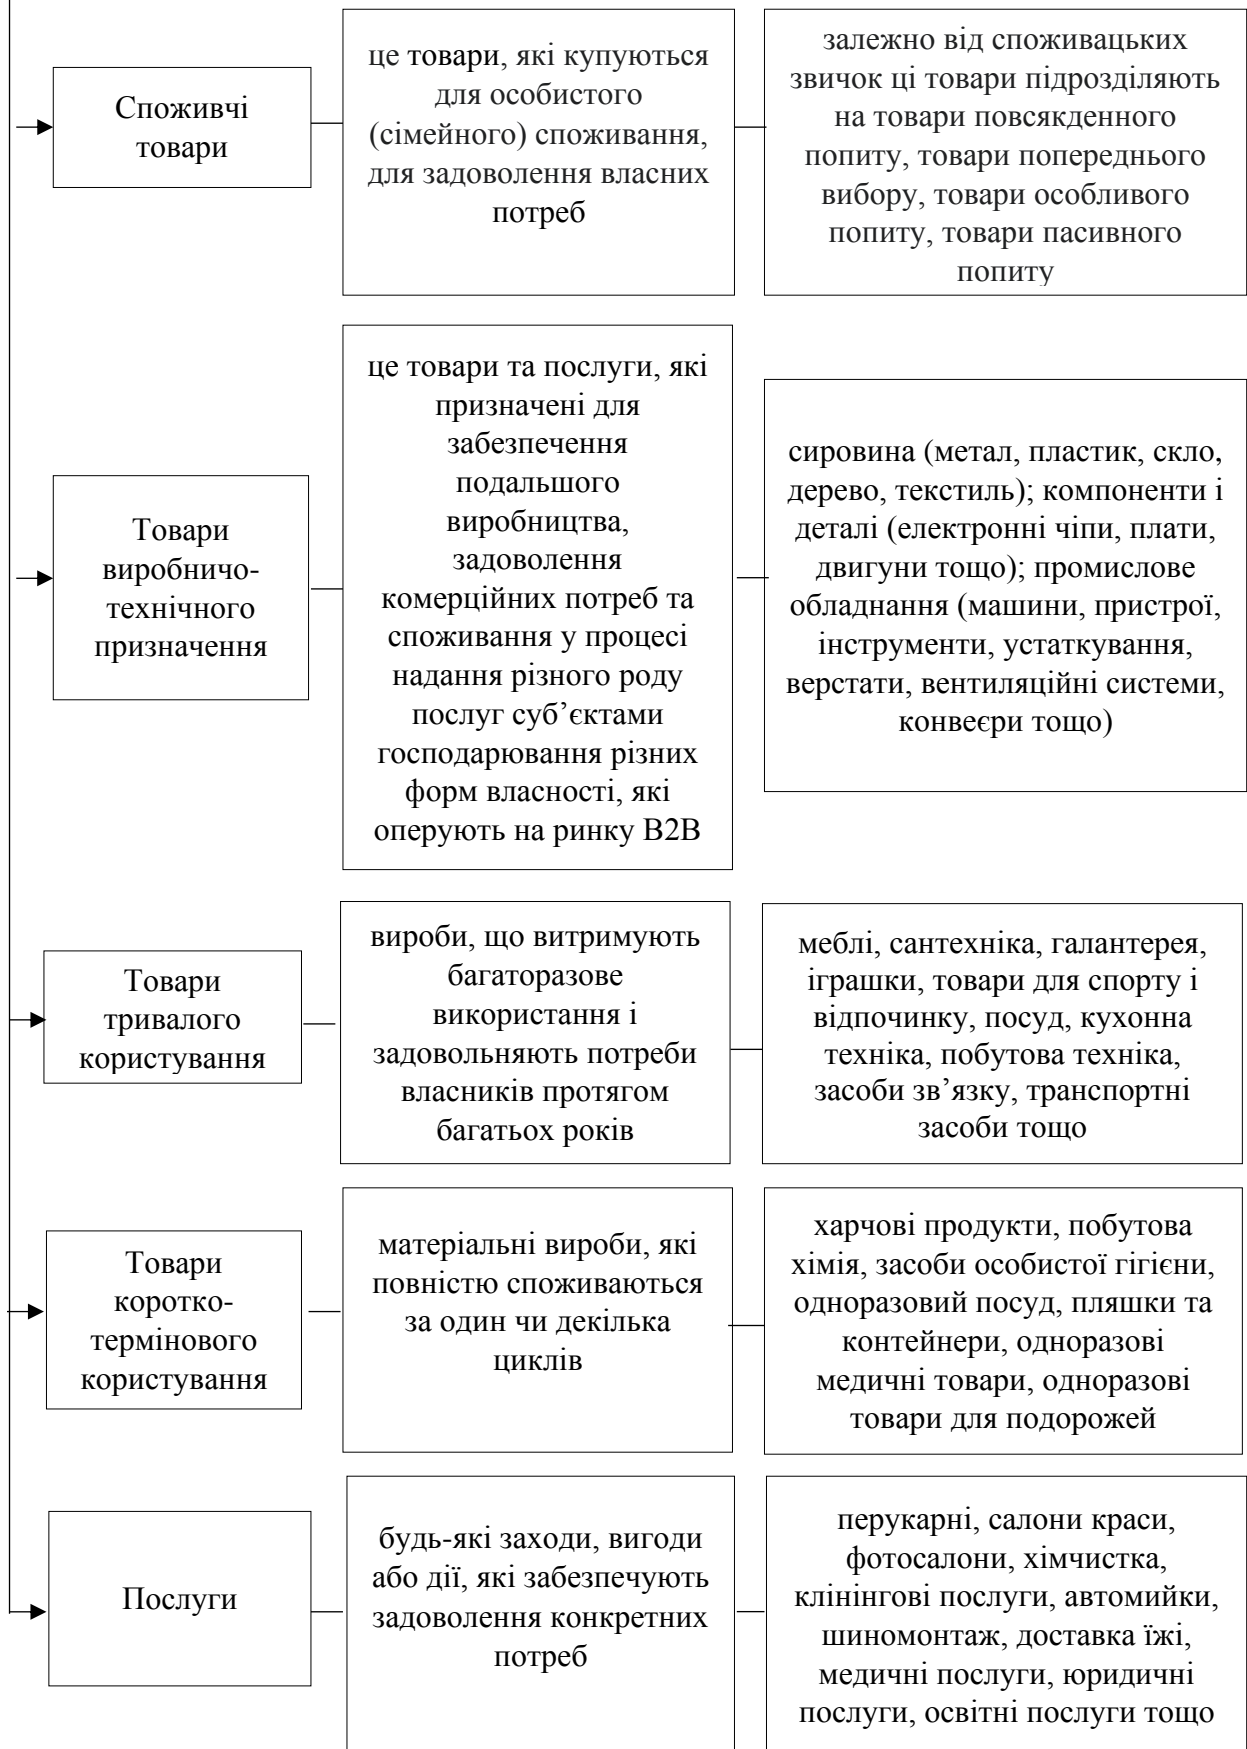 Споживчі
товари
це товари, які купуються
для особистого
(сімейного) споживання,
для задоволення власних
потреб
залежно від споживацьких
звичок ці товари підрозділяють
на товари повсякденного
попиту, товари попереднього
вибору, товари особливого
попиту, товари пасивного
попиту
Товари
виробничо-
технічного
призначення
це товари та послуги, які
призначені для
забезпечення
подальшого
виробництва,
задоволення
комерційних потреб та
споживання у процесі
надання різного роду
послуг суб’єктами
господарювання різних
форм власності, які
оперують на ринку B2B
сировина (метал, пластик, скло,
дерево, текстиль); компоненти і
деталі (електронні чіпи, плати,
двигуни тощо); промислове
обладнання (машини, пристрої,
інструменти, устаткування,
верстати, вентиляційні системи,
конвеєри тощо)
Товари
тривалого
користування
вироби, що витримують
багаторазове
використання і
задовольняють потреби
власників протягом
багатьох років
меблі, сантехніка, галантерея,
іграшки, товари для спорту і
відпочинку, посуд, кухонна
техніка, побутова техніка,
засоби зв’язку, транспортні
засоби тощо
Товари
коротко-
термінового
користування
матеріальні вироби, які
повністю споживаються
за один чи декілька
циклів
харчові продукти, побутова
хімія, засоби особистої гігієни,
одноразовий посуд, пляшки та
контейнери, одноразові
медичні товари, одноразові
товари для подорожей
Послуги
будь-які заходи, вигоди
або дії, які забезпечують
задоволення конкретних
потреб
перукарні, салони краси,
фотосалони, хімчистка,
клінінгові послуги, автомийки,
шиномонтаж, доставка їжі,
медичні послуги, юридичні
послуги, освітні послуги тощо